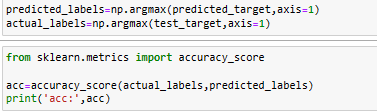 predicted_labels=np.argmax(predicted_target,axis=1)
actual_labels=np.argmax(test_target,axis=1)
from sklearn.metrics import accuracy_score
acc=accuracy_score(actual_labels,predicted_labels)
print('acc:',acc)